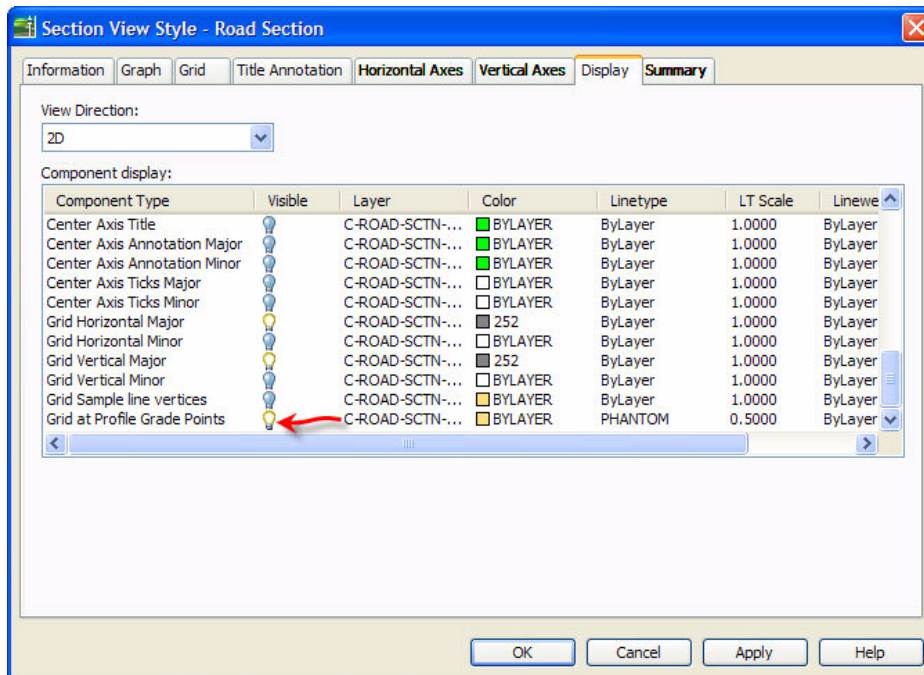 Section View Style - Road Section
Information Graph Grid Title Annotation Horizontal Axes Vertical Axes Display Summary
View Direction:
2D
Component display:
Component Type Visible Layer Color Linetype LT Scale Linewe
Center Axis Title C-ROAD-SCTN-... BYLAYER ByLayer 1.0000 ByLayer
Center Axis Annotation Major C-ROAD-SCTN-... BYLAYER ByLayer 1.0000 ByLayer
Center Axis Annotation Minor C-ROAD-SCTN-... BYLAYER ByLayer 1.0000 ByLayer
Center Axis Ticks Major C-ROAD-SCTN-... BYLAYER ByLayer 1.0000 ByLayer
Center Axis Ticks Minor C-ROAD-SCTN-... BYLAYER ByLayer 1.0000 ByLayer
Grid Horizontal Major C-ROAD-SCTN-... 252 ByLayer 1.0000 ByLayer
Grid Horizontal Minor C-ROAD-SCTN-... BYLAYER ByLayer 1.0000 ByLayer
Grid Vertical Major C-ROAD-SCTN-... 252 ByLayer 1.0000 ByLayer
Grid Vertical Minor C-ROAD-SCTN-... BYLAYER ByLayer 1.0000 ByLayer
Grid Sample line vertices C-ROAD-SCTN-... BYLAYER ByLayer 1.0000 ByLayer
Grid at Profile Grade Points C-ROAD-SCTN-... BYLAYER PHANTOM 0.5000 ByLayer
OK Cancel Apply Help